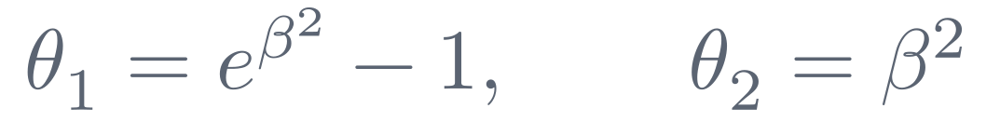 θ₁ = e^{β²} − 1, θ₂ = β²